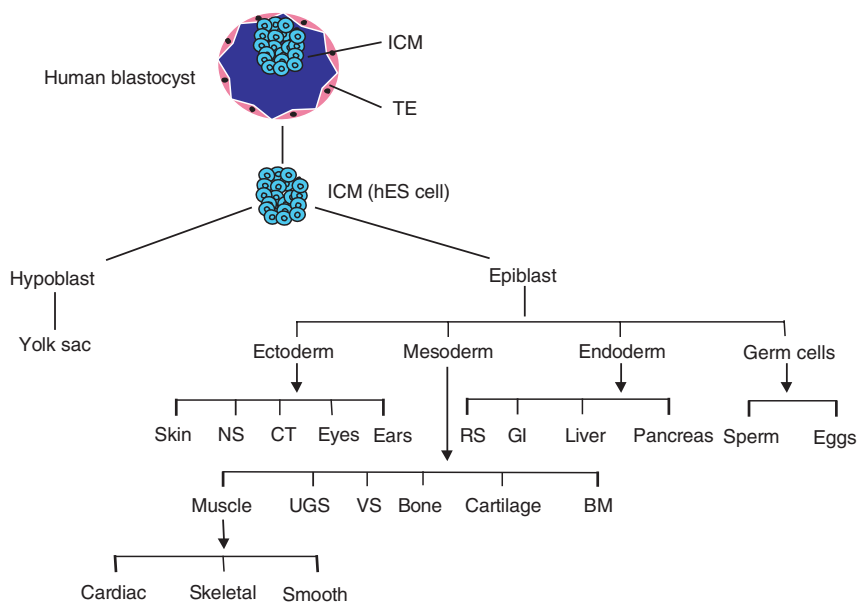 ICM
Human blastocyst
TE
ICM (hES cell)
Hypoblast
Epiblast
Yolk sac
Ectoderm Mesoderm Endoderm Germ cells
Skin NS CT Eyes Ears RS GI Liver Pancreas Sperm Eggs
Muscle UGS VS Bone Cartilage BM
Cardiac Skeletal Smooth